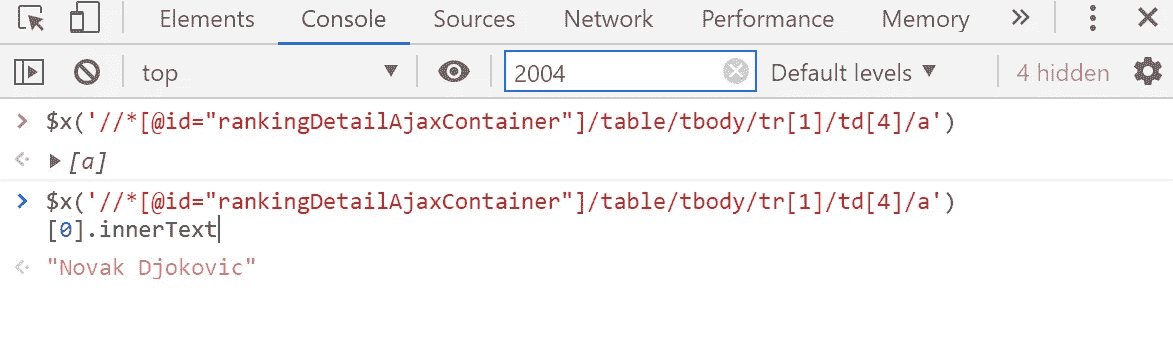 Elements Console Sources Network Performance Memory »
top 2004 Default levels 4 hidden
> $x('//*[@id="rankingDetailAjaxContainer"]/table/tbody/tr[1]/td[4]/a')
[a]
> $x('//*[@id="rankingDetailAjaxContainer"]/table/tbody/tr[1]/td[4]/a')
[0].innerText
"Novak Djokovic"